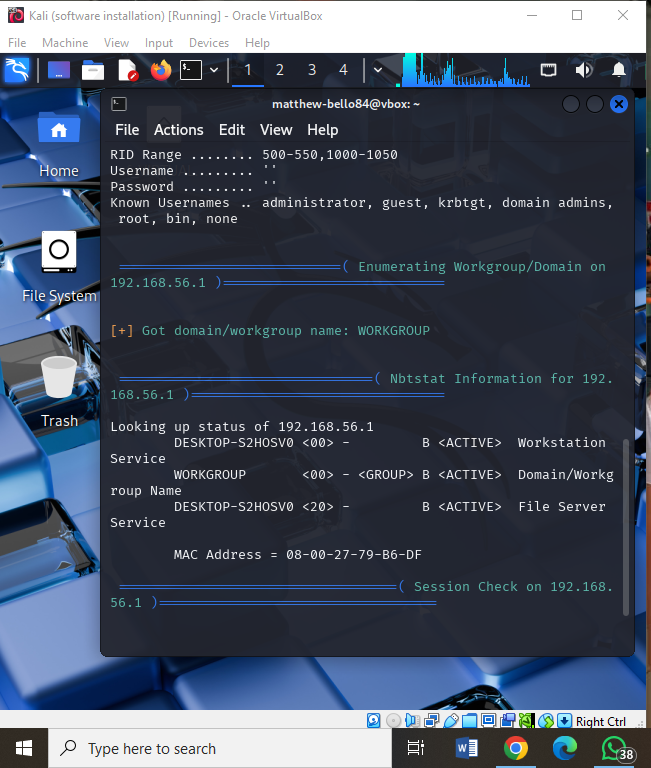 Kali (software installation) [Running] - Oracle VirtualBox
File Machine View Input Devices Help
1 2 3 4
matthew-bello84@vbox: ~
File Actions Edit View Help
Home
File System
Trash
RID Range ........ 500-550,1000-1050
Username ......... ''
Password ......... ''
Known Usernames .. administrator, guest, krbtgt, domain admins,
root, bin, none
============================( Enumerating Workgroup/Domain on
192.168.56.1 )============================
[+] Got domain/workgroup name: WORKGROUP
================================( Nbtstat Information for 192.
168.56.1 )================================
Looking up status of 192.168.56.1
DESKTOP-S2HOSV0 <00> - B <ACTIVE> Workstation
Service
WORKGROUP <00> - <GROUP> B <ACTIVE> Domain/Workg
roup Name
DESKTOP-S2HOSV0 <20> - B <ACTIVE> File Server
Service
MAC Address = 08-00-27-79-B6-DF
===================================( Session Check on 192.168.
56.1 )===================================
Right Ctrl
Type here to search
38